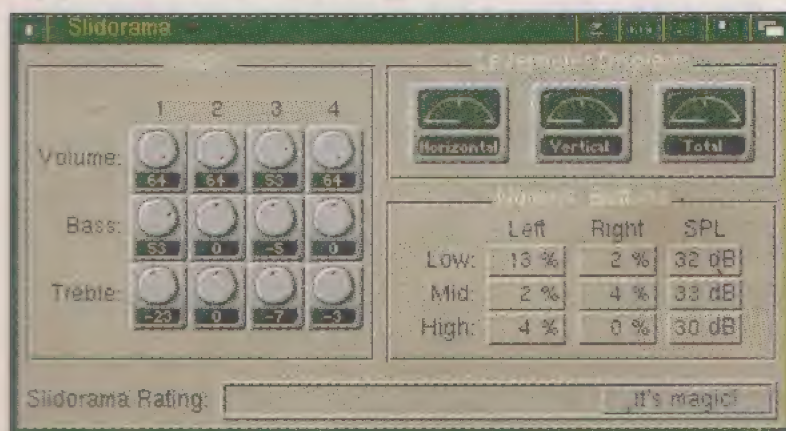 Slidorama
1 2 3 4
Volume: 64 64 53 64
Bass: 53 0 -5 0
Treble: -23 0 -7 -3
Horizontal Vertical Total
Left Right SPL
Low: 13 % 2 % 32 dB
Mid: 2 % 4 % 33 dB
High: 4 % 0 % 30 dB
Slidorama Rating: It's magic!